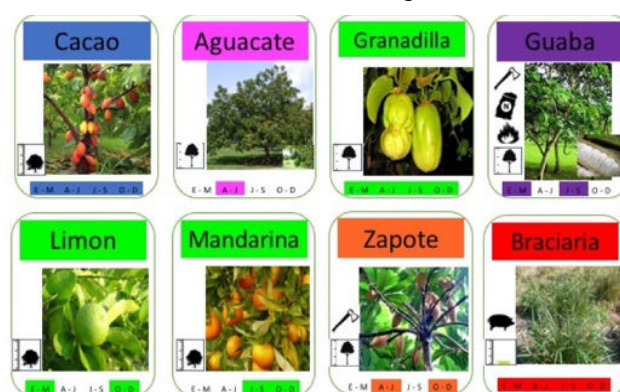 Cacao
Aguacate
Granadilla
Guaba
N
E - M A - J J - S O - D
E - M A - J J - S O - D
E - M A - J J - S O - D
E - M A - J J - S O - D
Limon
Mandarina
Zapote
Braciaria
E - M A - J J - S O - D
E - M A - J J - S O - D
E - M A - J J - S O - D
E - M A - J J - S O - D